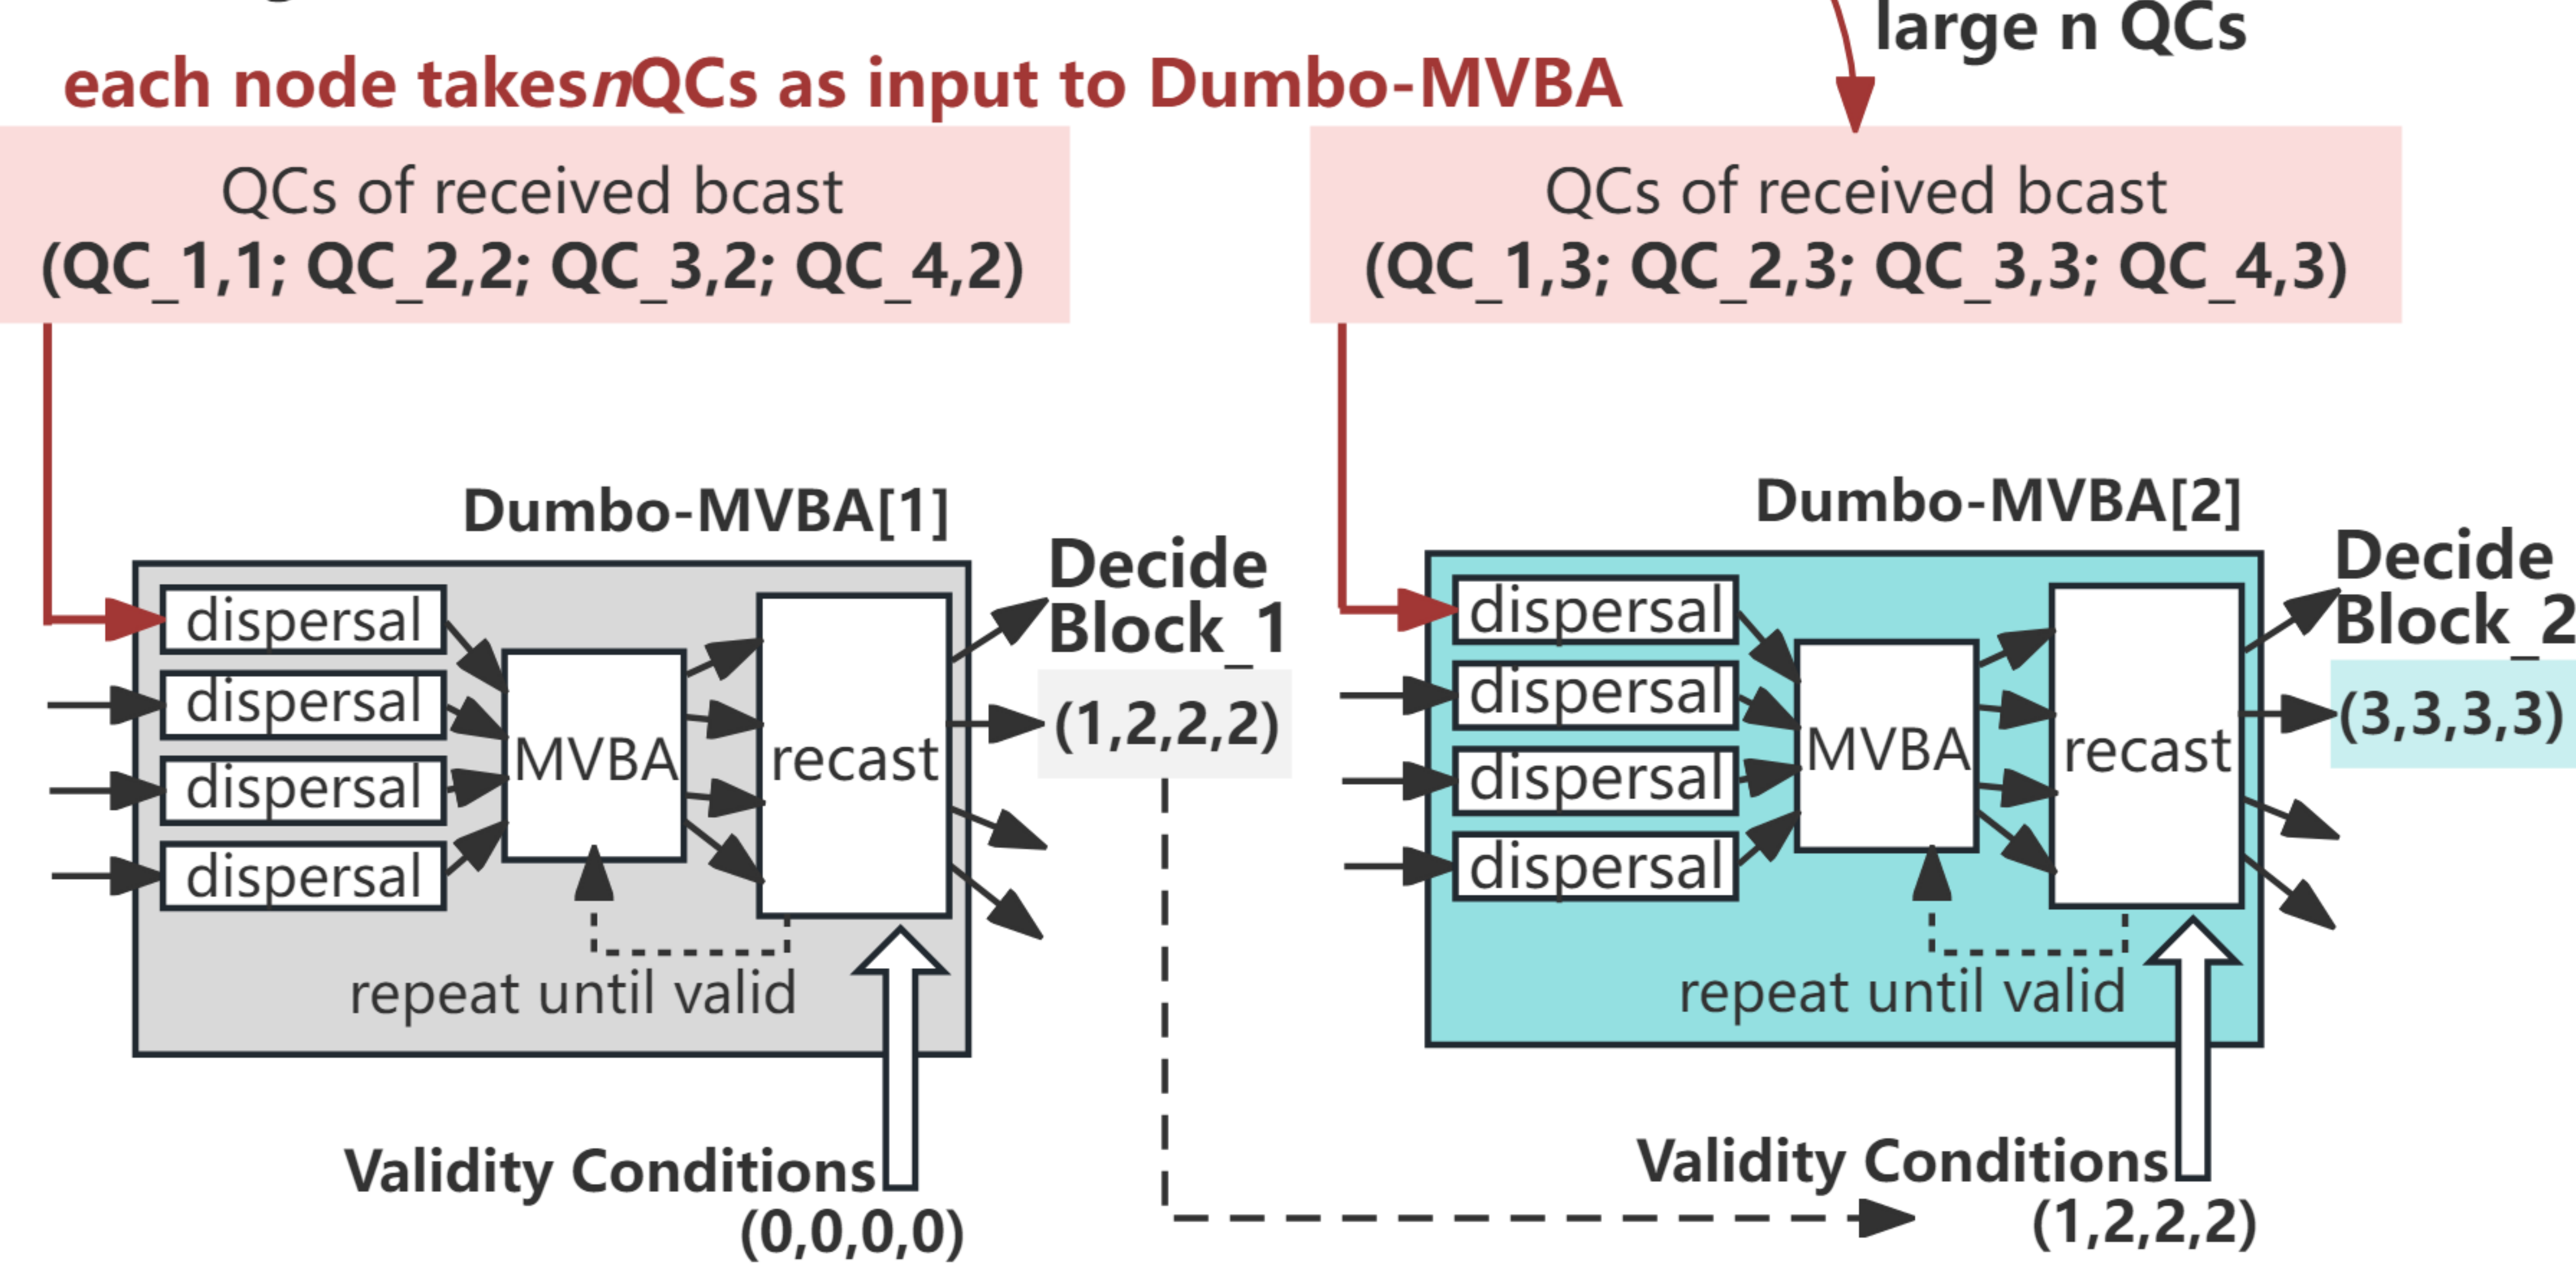 large n QCs
each node takes n QCs as input to Dumbo-MVBA
QCs of received bcast
(QC_1,1; QC_2,2; QC_3,2; QC_4,2)
QCs of received bcast
(QC_1,3; QC_2,3; QC_3,3; QC_4,3)
Dumbo-MVBA[1]
dispersal
dispersal
dispersal
dispersal
MVBA
recast
repeat until valid
Decide
Block_1
(1,2,2,2)
Validity Conditions
(0,0,0,0)
Dumbo-MVBA[2]
dispersal
dispersal
dispersal
dispersal
MVBA
recast
repeat until valid
Decide
Block_2
(3,3,3,3)
Validity Conditions
(1,2,2,2)